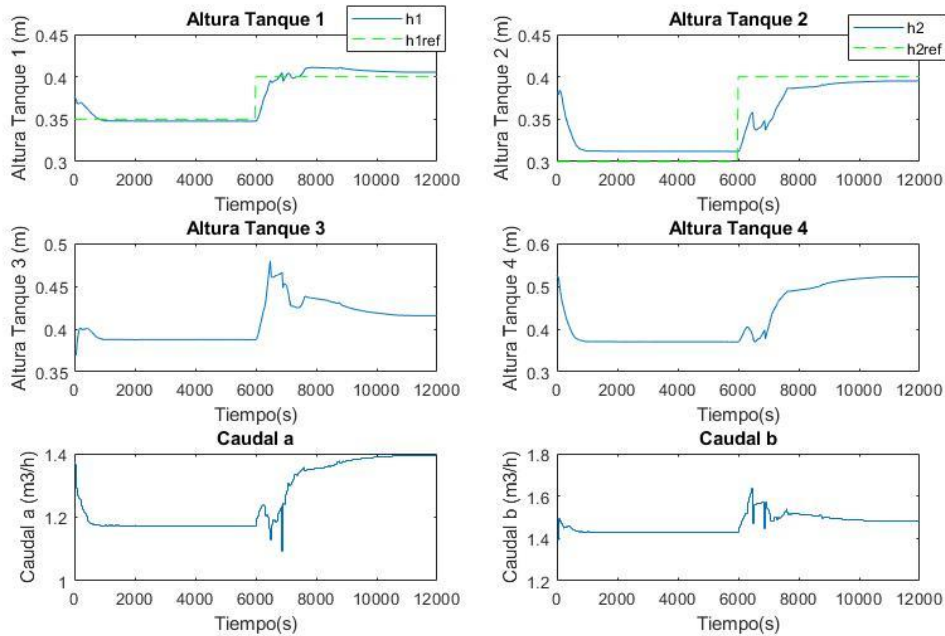 Altura Tanque 1
h1
h1ref
Altura Tanque 1 (m)
0.45
0.4
0.35
0.3
0 2000 4000 6000 8000 10000 12000
Tiempo(s)
Altura Tanque 2
h2
h2ref
Altura Tanque 2 (m)
0.45
0.4
0.35
0.3
0 2000 4000 6000 8000 10000 12000
Tiempo(s)
Altura Tanque 3
Altura Tanque 3 (m)
0.5
0.45
0.4
0.35
0 2000 4000 6000 8000 10000 12000
Tiempo(s)
Altura Tanque 4
Altura Tanque 4 (m)
0.6
0.5
0.4
0.3
0 2000 4000 6000 8000 10000 12000
Tiempo(s)
Caudal a
Caudal a (m3/h)
1.4
1.2
1
0 2000 4000 6000 8000 10000 12000
Tiempo(s)
Caudal b
Caudal b (m3/h)
1.8
1.6
1.4
1.2
0 2000 4000 6000 8000 10000 12000
Tiempo(s)